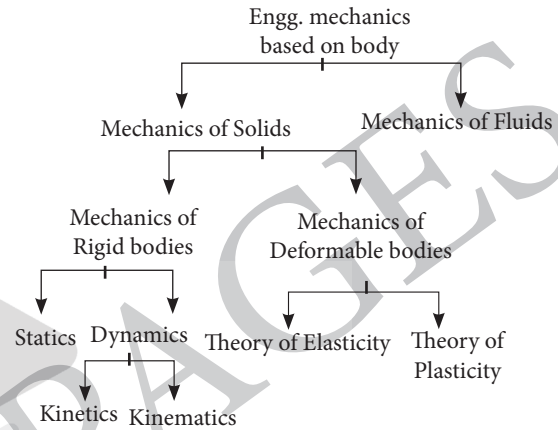 Engg. mechanics
based on body
Mechanics of Solids
Mechanics of Fluids
Mechanics of
Rigid bodies
Mechanics of
Deformable bodies
Statics
Dynamics
Theory of Elasticity
Theory of
Plasticity
Kinetics
Kinematics
PAGES